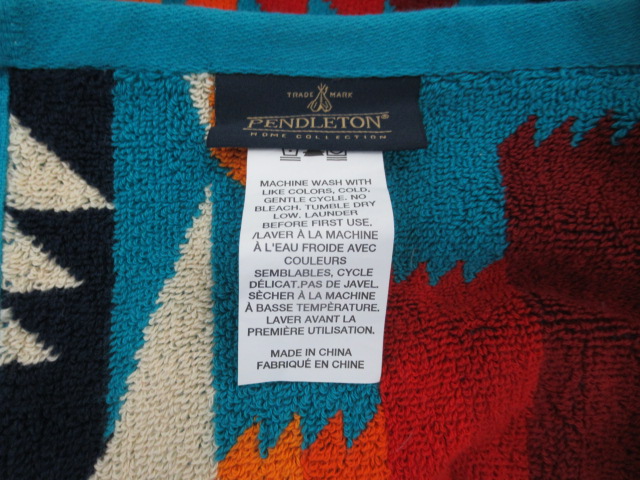 TRADE MARK
PENDLETON®
HOME COLLECTION
MACHINE WASH WITH
LIKE COLORS, COLD,
GENTLE CYCLE. NO
BLEACH. TUMBLE DRY
LOW. LAUNDER
BEFORE FIRST USE.
/LAVER À LA MACHINE
À L'EAU FROIDE AVEC
COULEURS
SEMBLABLES, CYCLE
DÉLICAT.PAS DE JAVEL.
SÈCHER À LA MACHINE
À BASSE TEMPÈRATURE.
LAVER AVANT LA
PREMIÈRE UTILISATION.
MADE IN CHINA
FABRIQUÉ EN CHINE